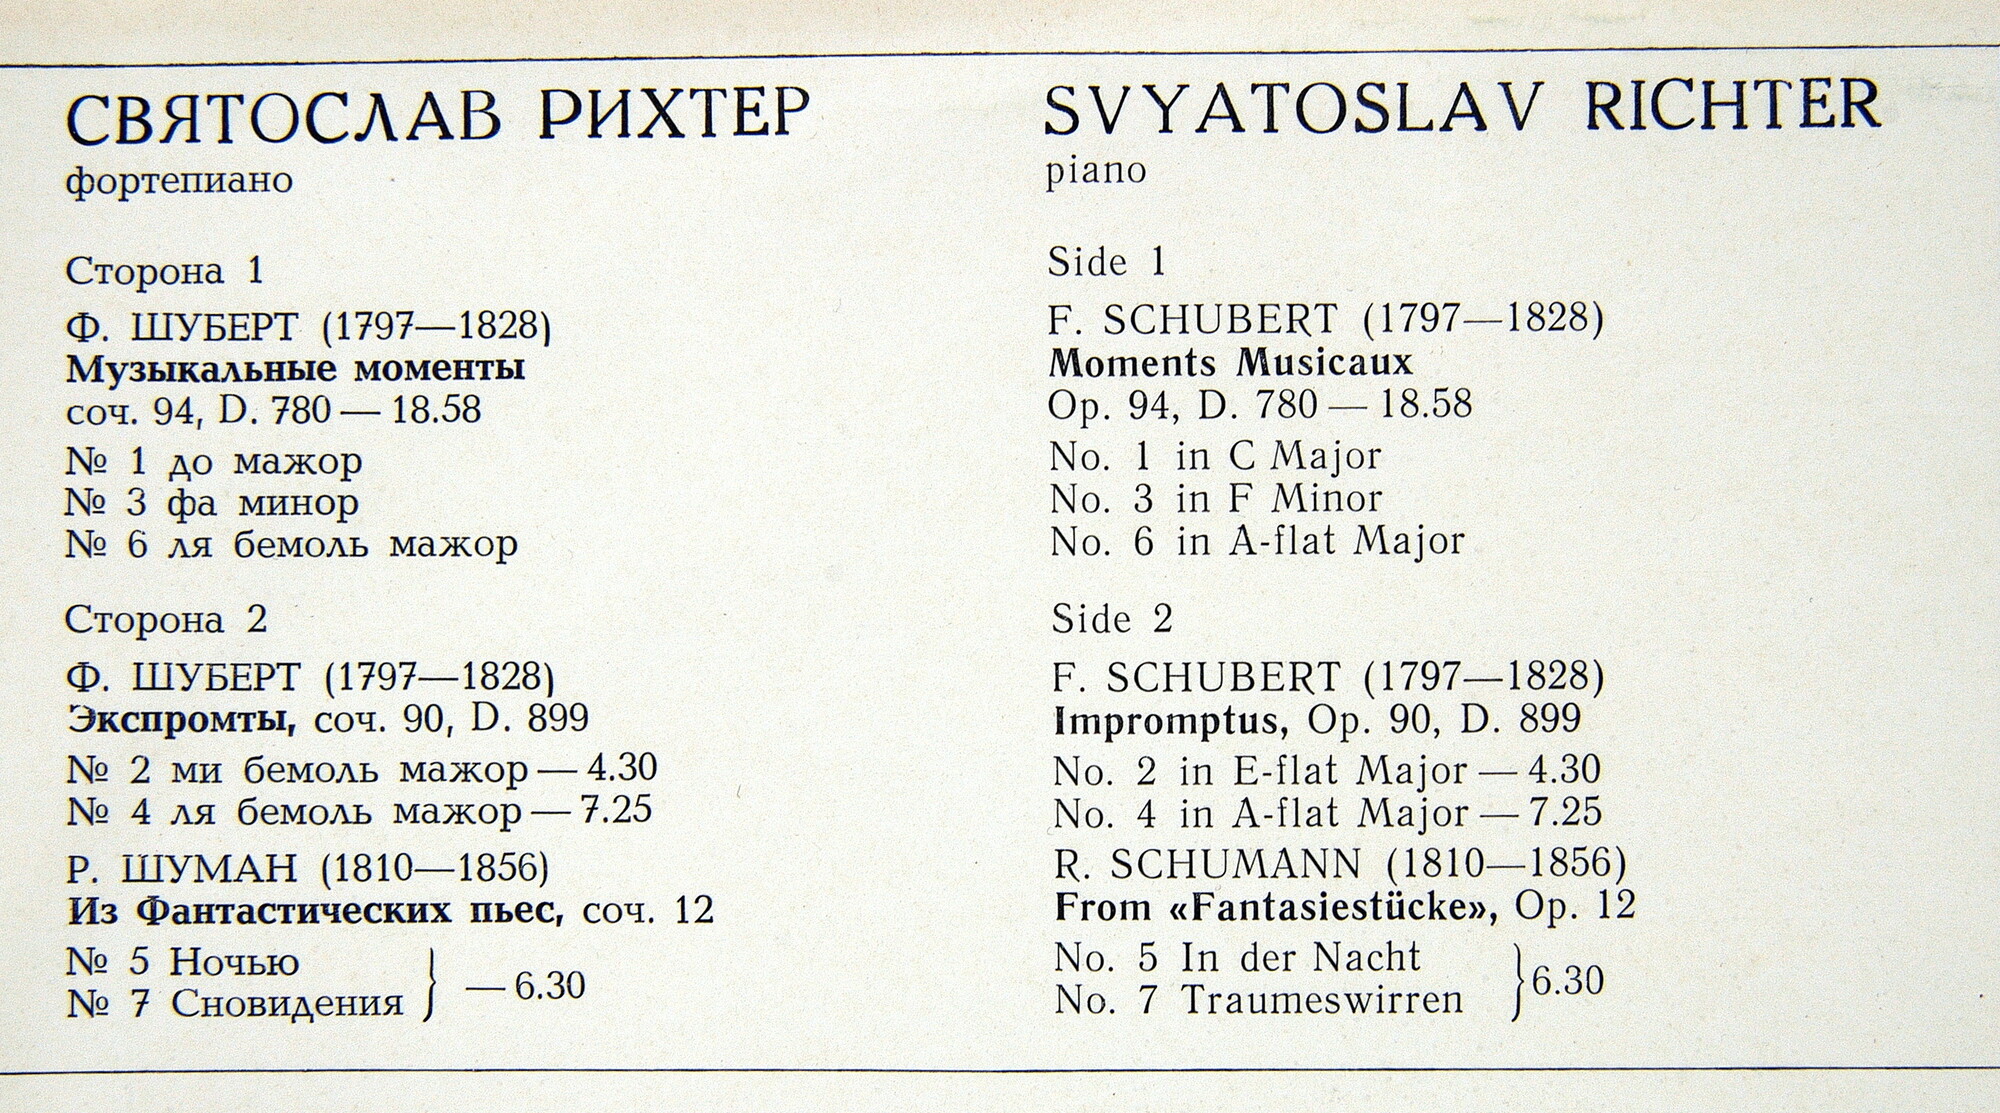 СВЯТОСЛАВ РИХТЕР
фортепиано
Сторона 1
Ф. ШУБЕРТ (1797—1828)
Музыкальные моменты
соч. 94, D. 780 — 18.58
№ 1 до мажор
№ 3 фа минор
№ 6 ля бемоль мажор
Сторона 2
Ф. ШУБЕРТ (1797—1828)
Экспромты, соч. 90, D. 899
№ 2 ми бемоль мажор — 4.30
№ 4 ля бемоль мажор — 7.25
Р. ШУМАН (1810—1856)
Из Фантастических пьес, соч. 12
№ 5 Ночью
№ 7 Сновидения } — 6.30
SVYATOSLAV RICHTER
piano
Side 1
F. SCHUBERT (1797—1828)
Moments Musicaux
Op. 94, D. 780 — 18.58
No. 1 in C Major
No. 3 in F Minor
No. 6 in A-flat Major
Side 2
F. SCHUBERT (1797—1828)
Impromptus, Op. 90, D. 899
No. 2 in E-flat Major — 4.30
No. 4 in A-flat Major — 7.25
R. SCHUMANN (1810—1856)
From «Fantasiestücke», Op. 12
No. 5 In der Nacht
No. 7 Traumeswirren } 6.30